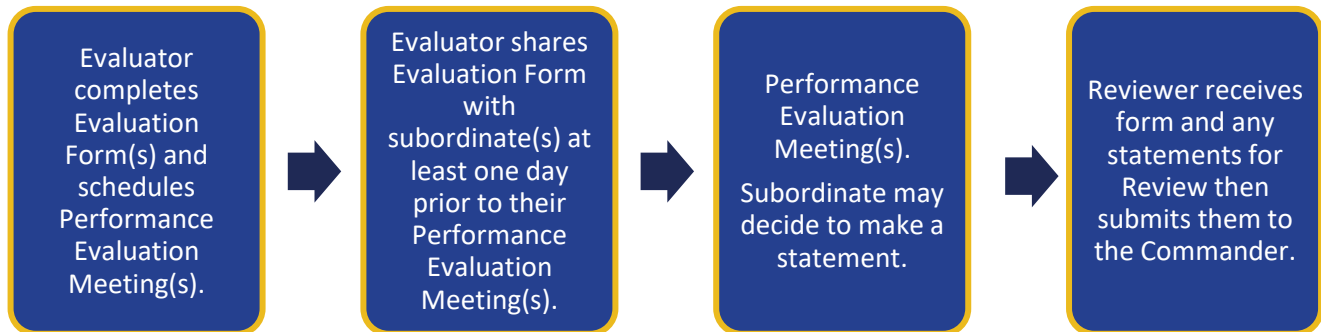 Evaluator
completes
Evaluation
Form(s) and
schedules
Performance
Evaluation
Meeting(s).
Evaluator shares
Evaluation Form
with
subordinate(s) at
least one day
prior to their
Performance
Evaluation
Meeting(s).
Performance
Evaluation
Meeting(s).
Subordinate may
decide to make a
statement.
Reviewer receives
form and any
statements for
Review then
submits them to
the Commander.